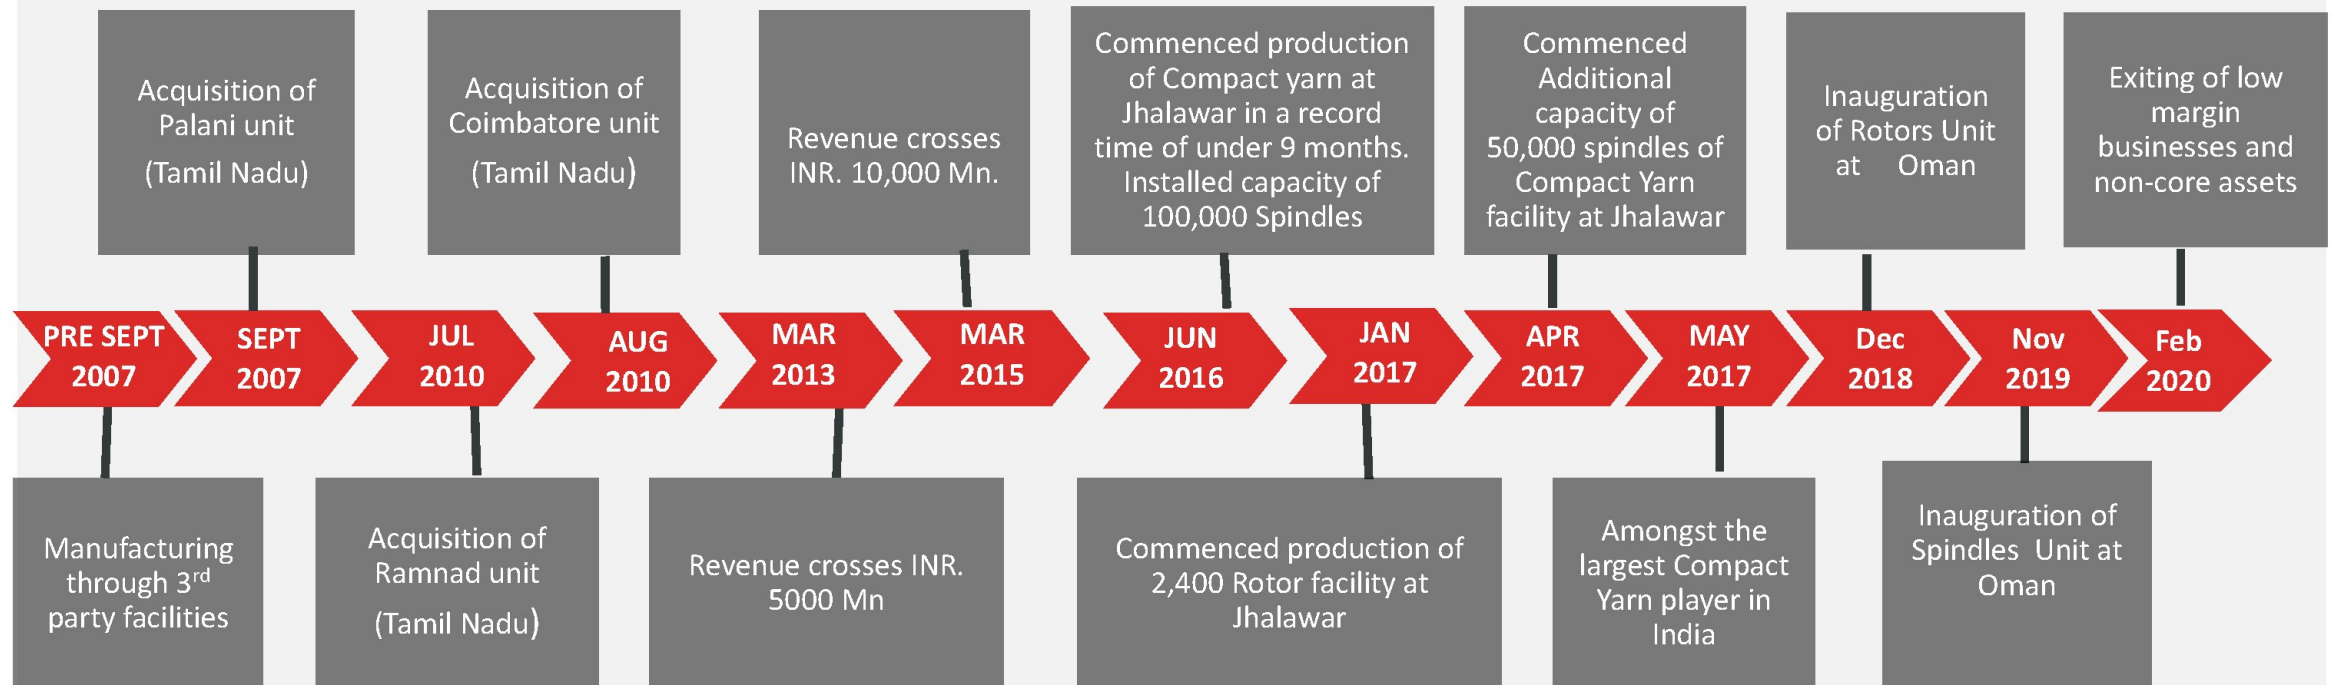 Acquisition of
Palani unit
(Tamil Nadu)
Acquisition of
Coimbatore unit
(Tamil Nadu)
Revenue crosses
INR. 10,000 Mn.
Commenced production
of Compact yarn at
Jhalawar in a record
time of under 9 months.
Installed capacity of
100,000 Spindles
Commenced
Additional
capacity of
50,000 spindles of
Compact Yarn
facility at Jhalawar
Inauguration
of Rotors Unit
at Oman
Exiting of low
margin
businesses and
non-core assets
PRE SEPT
2007
SEPT
2007
JUL
2010
AUG
2010
MAR
2013
MAR
2015
JUN
2016
JAN
2017
APR
2017
MAY
2017
Dec
2018
Nov
2019
Feb
2020
Manufacturing
through 3rd
party facilities
Acquisition of
Ramnad unit
(Tamil Nadu)
Revenue crosses INR.
5000 Mn
Commenced production of
2,400 Rotor facility at
Jhalawar
Amongst the
largest Compact
Yarn player in
India
Inauguration of
Spindles Unit at
Oman